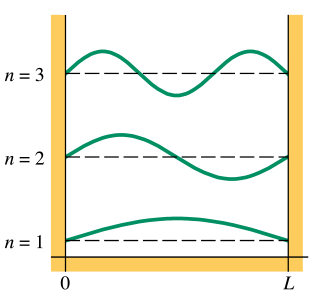 n = 3
n = 2
n = 1
0 L